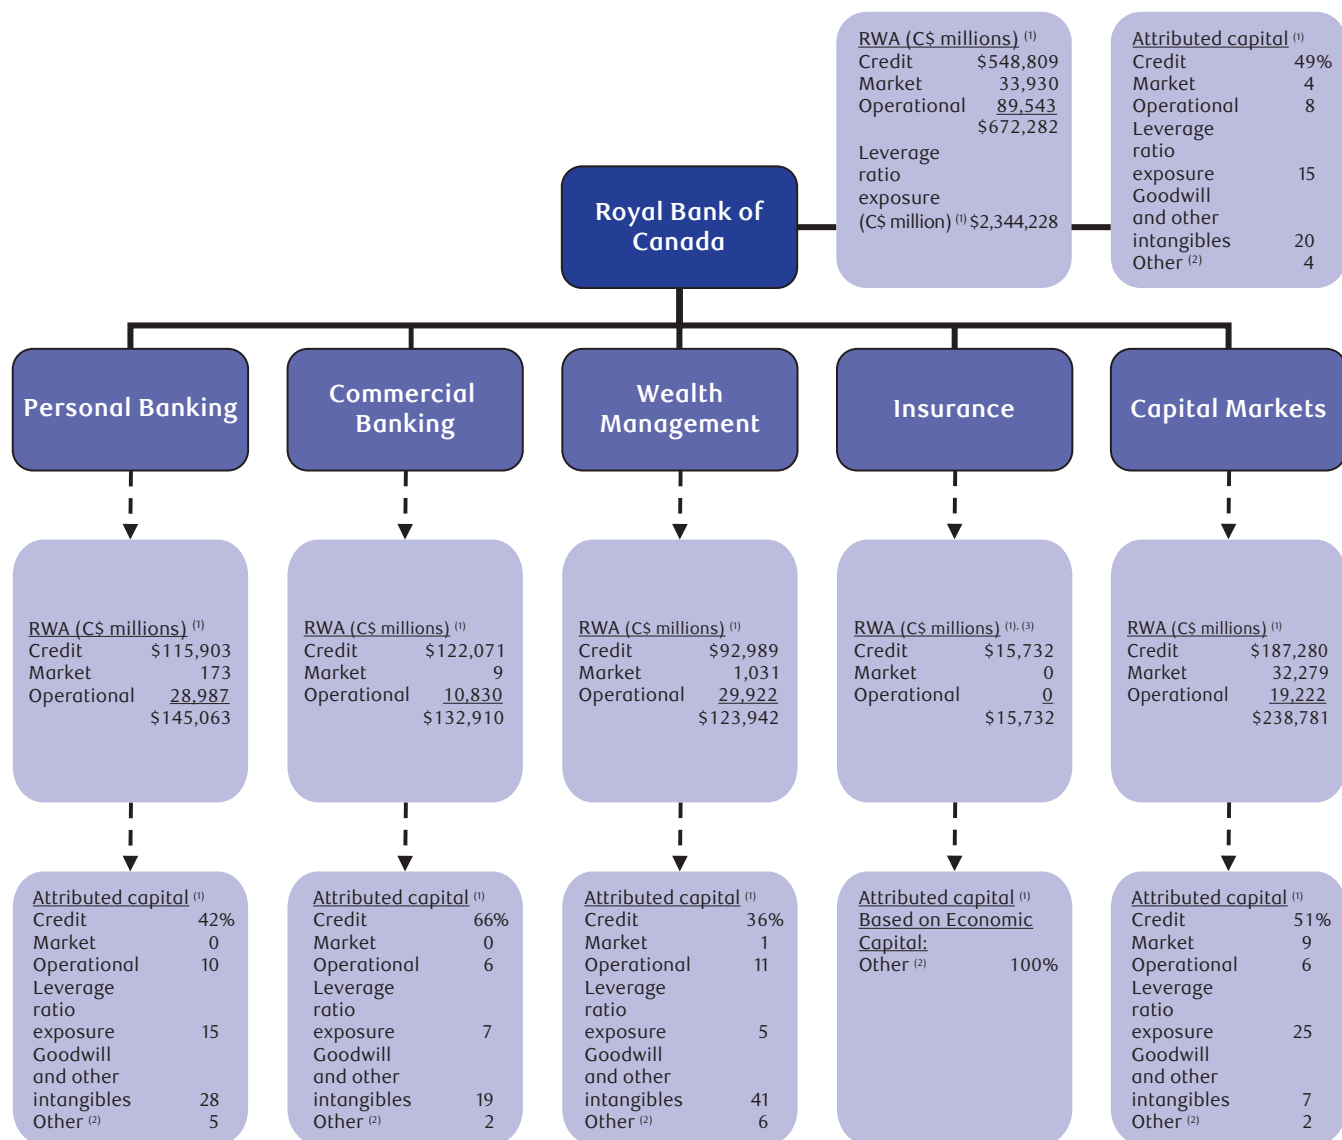 RWA (C$ millions) (1)
Credit $548,809
Market 33,930
Operational 89,543
$672,282
Leverage
ratio
exposure
(C$ million) (1) $2,344,228
Attributed capital (1)
Credit 49%
Market 4
Operational 8
Leverage
ratio
exposure 15
Goodwill
and other
intangibles 20
Other (2) 4
Royal Bank of
Canada
Personal Banking
Commercial
Banking
Wealth
Management
Insurance
Capital Markets
RWA (C$ millions) (1)
Credit $115,903
Market 173
Operational 28,987
$145,063
RWA (C$ millions) (1)
Credit $122,071
Market 9
Operational 10,830
$132,910
RWA (C$ millions) (1)
Credit $92,989
Market 1,031
Operational 29,922
$123,942
RWA (C$ millions) (1), (3)
Credit $15,732
Market 0
Operational 0
$15,732
RWA (C$ millions) (1)
Credit $187,280
Market 32,279
Operational 19,222
$238,781
Attributed capital (1)
Credit 42%
Market 0
Operational 10
Leverage
ratio
exposure 15
Goodwill
and other
intangibles 28
Other (2) 5
Attributed capital (1)
Credit 66%
Market 0
Operational 6
Leverage
ratio
exposure 7
Goodwill
and other
intangibles 19
Other (2) 2
Attributed capital (1)
Credit 36%
Market 1
Operational 11
Leverage
ratio
exposure 5
Goodwill
and other
intangibles 41
Other (2) 6
Attributed capital (1)
Based on Economic
Capital:
Other (2) 100%
Attributed capital (1)
Credit 51%
Market 9
Operational 6
Leverage
ratio
exposure 25
Goodwill
and other
intangibles 7
Other (2) 2